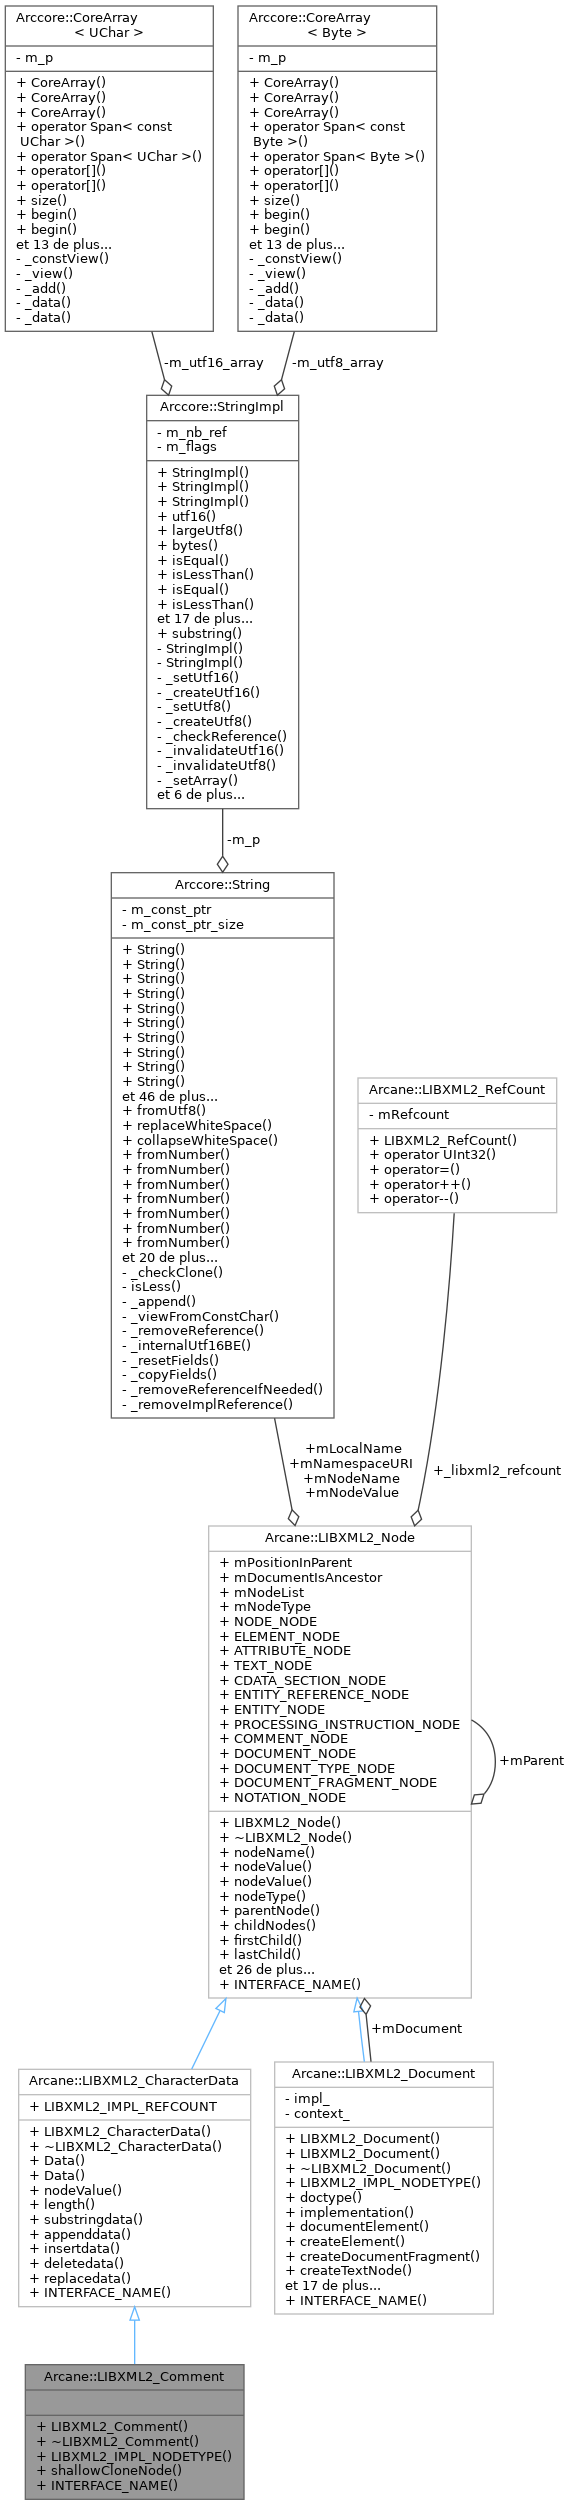 Arccore::CoreArray
< UChar >
- m_p
+ CoreArray()
+ CoreArray()
+ CoreArray()
+ operator Span< const
UChar >()
+ operator Span< UChar >()
+ operator[]()
+ operator[]()
+ size()
+ begin()
+ begin()
et 13 de plus...
- _constView()
- _view()
- _add()
- _data()
- _data()
Arccore::CoreArray
< Byte >
- m_p
+ CoreArray()
+ CoreArray()
+ CoreArray()
+ operator Span< const
Byte >()
+ operator Span< Byte >()
+ operator[]()
+ operator[]()
+ size()
+ begin()
+ begin()
et 13 de plus...
- _constView()
- _view()
- _add()
- _data()
- _data()
-m_utf16_array
-m_utf8_array
Arccore::StringImpl
- m_nb_ref
- m_flags
+ StringImpl()
+ StringImpl()
+ StringImpl()
+ utf16()
+ largeUtf8()
+ bytes()
+ isEqual()
+ isLessThan()
+ isEqual()
+ isLessThan()
et 17 de plus...
+ substring()
- StringImpl()
- StringImpl()
- _setUtf16()
- _createUtf16()
- _setUtf8()
- _createUtf8()
- _checkReference()
- _invalidateUtf16()
- _invalidateUtf8()
- _setArray()
et 6 de plus...
-m_p
Arccore::String
- m_const_ptr
- m_const_ptr_size
+ String()
+ String()
+ String()
+ String()
+ String()
+ String()
+ String()
+ String()
+ String()
+ String()
et 46 de plus...
+ fromUtf8()
+ replaceWhiteSpace()
+ collapseWhiteSpace()
+ fromNumber()
+ fromNumber()
+ fromNumber()
+ fromNumber()
+ fromNumber()
+ fromNumber()
+ fromNumber()
et 20 de plus...
- _checkClone()
- isLess()
- _append()
- _viewFromConstChar()
- _removeReference()
- _internalUtf16BE()
- _resetFields()
- _copyFields()
- _removeReferenceIfNeeded()
- _removeImplReference()
Arcane::LIBXML2_RefCount
- mRefcount
+ LIBXML2_RefCount()
+ operator UInt32()
+ operator=()
+ operator++()
+ operator--()
+mLocalName
+mNamespaceURI
+mNodeName
+mNodeValue
+_libxml2_refcount
Arcane::LIBXML2_Node
+ mPositionInParent
+ mDocumentIsAncestor
+ mNodeList
+ mNodeType
+ NODE_NODE
+ ELEMENT_NODE
+ ATTRIBUTE_NODE
+ TEXT_NODE
+ CDATA_SECTION_NODE
+ ENTITY_REFERENCE_NODE
+ ENTITY_NODE
+ PROCESSING_INSTRUCTION_NODE
+ COMMENT_NODE
+ DOCUMENT_NODE
+ DOCUMENT_TYPE_NODE
+ DOCUMENT_FRAGMENT_NODE
+ NOTATION_NODE
+ LIBXML2_Node()
+ ~LIBXML2_Node()
+ nodeName()
+ nodeValue()
+ nodeValue()
+ nodeType()
+ parentNode()
+ childNodes()
+ firstChild()
+ lastChild()
et 26 de plus...
+ INTERFACE_NAME()
+mParent
+mDocument
Arcane::LIBXML2_CharacterData
+ LIBXML2_IMPL_REFCOUNT
+ LIBXML2_CharacterData()
+ ~LIBXML2_CharacterData()
+ Data()
+ Data()
+ nodeValue()
+ length()
+ substringdata()
+ appenddata()
+ insertdata()
+ deletedata()
+ replacedata()
+ INTERFACE_NAME()
Arcane::LIBXML2_Document
- impl_
- context_
+ LIBXML2_Document()
+ LIBXML2_Document()
+ ~LIBXML2_Document()
+ LIBXML2_IMPL_NODETYPE()
+ doctype()
+ implementation()
+ documentElement()
+ createElement()
+ createDocumentFragment()
+ createTextNode()
et 17 de plus...
+ INTERFACE_NAME()
Arcane::LIBXML2_Comment
+ LIBXML2_Comment()
+ ~LIBXML2_Comment()
+ LIBXML2_IMPL_NODETYPE()
+ shallowCloneNode()
+ INTERFACE_NAME()